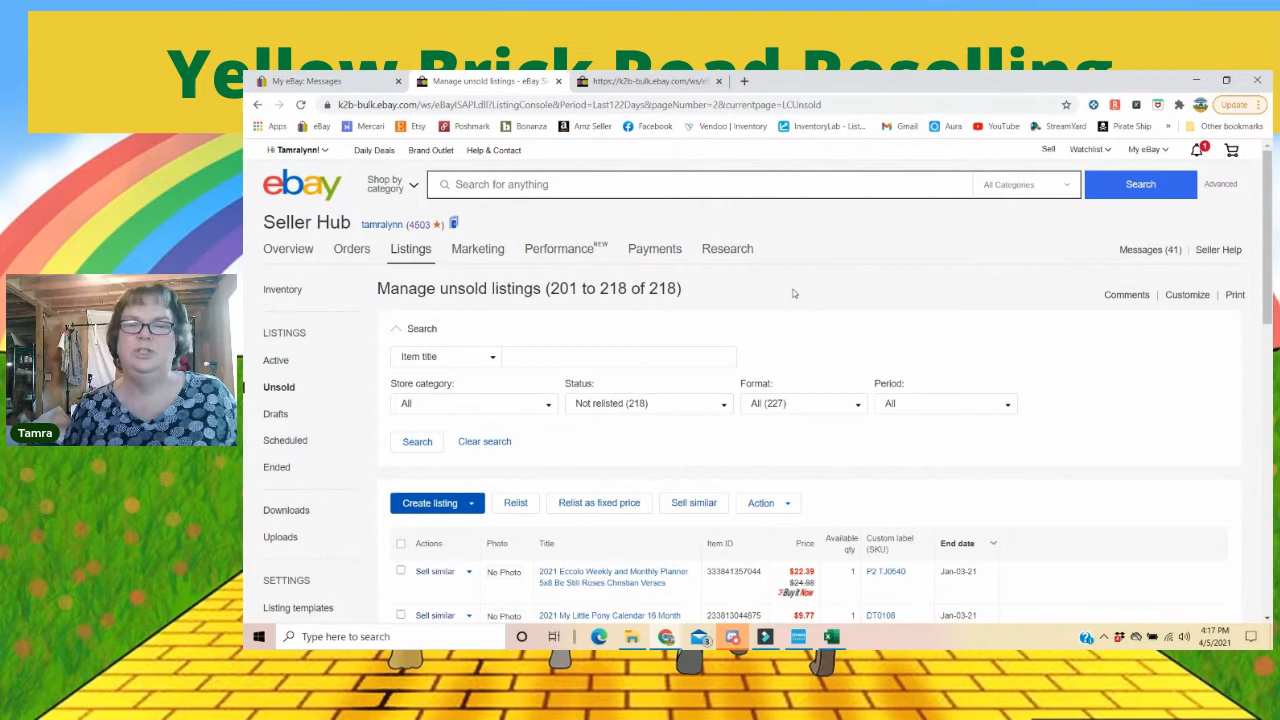 Yellow Brick Road Reselling
My eBay: Messages
Manage unsold listings - eBay Se
https://k2b-bulk.ebay.com/ws/eE
k2b-bulk.ebay.com/ws/eBayISAPI.dll?ListingConsole&Period=Last122Days&pageNumber=2&currentpage=LCUnsold
Update
Apps eBay Mercari Etsy Poshmark Bonanza Amz Seller Facebook Vendoo | Inventory InventoryLab - List... Gmail Aura YouTube StreamYard Pirate Ship » Other bookmarks
Hi Tamralynn! Daily Deals Brand Outlet Help & Contact Sell Watchlist My eBay 1
ebay Shop by category Search for anything All Categories Search Advanced
Seller Hub tamralynn (4503 ★)
Overview Orders Listings Marketing Performance NEW Payments Research Messages (41) | Seller Help
Inventory
Manage unsold listings (201 to 218 of 218)
Comments | Customize | Print
LISTINGS
Search
Active
Item title
Unsold
Store category: Status: Format: Period:
All Not relisted (218) All (227) All
Drafts
Scheduled
Search Clear search
Ended
Downloads
Create listing Relist Relist as fixed price Sell similar Action
Uploads
Actions Photo Title Item ID Price Available qty Custom label (SKU) End date
SETTINGS
Sell similar No Photo 2021 Eccolo Weekly and Monthly Planner 333841357044 $22.39 1 P2 TJ0540 Jan-03-21
5x8 Be Still Roses Christian Verses $24.88
Buy It Now
Listing templates
Sell similar No Photo 2021 My Little Pony Calendar 16 Month 233813044875 $9.77 1 DT0108 Jan-03-21
Tamra
Type here to search
3
4:17 PM
4/5/2021